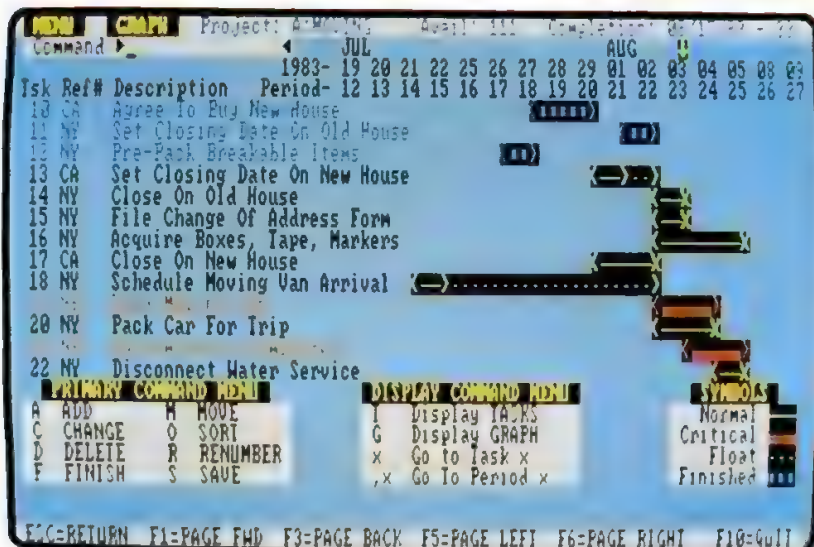 MENU GRAPH Project: A:MOVING Avail: 111 Completion:
Command JUL AUG
1983- 19 20 21 22 25 26 27 28 29 01 02 03 04 05 08 09
Tsk Ref# Description Period- 12 13 14 15 16 17 18 19 20 21 22 23 24 25 26 27
10 CA Agree To Buy New House
11 NY Set Closing Date On Old House
12 NY Pre-Pack Breakable Items
13 CA Set Closing Date On New House
14 NY Close On Old House
15 NY File Change Of Address Form
16 NY Acquire Boxes, Tape, Markers
17 CA Close On New House
18 NY Schedule Moving Van Arrival
20 NY Pack Car For Trip
22 NY Disconnect Water Service
PRIMARY COMMAND MENU DISPLAY COMMAND MENU SYMBOLS
A ADD M MOVE T Display TASKS Normal
C CHANGE O SORT G Display GRAPH Critical
D DELETE R RENUMBER x Go to Task x Float
F FINISH S SAVE ,x Go To Period x Finished
ESC=RETURN F1=PAGE FWD F3=PAGE BACK F5=PAGE LEFT F6=PAGE RIGHT F10=QUIT